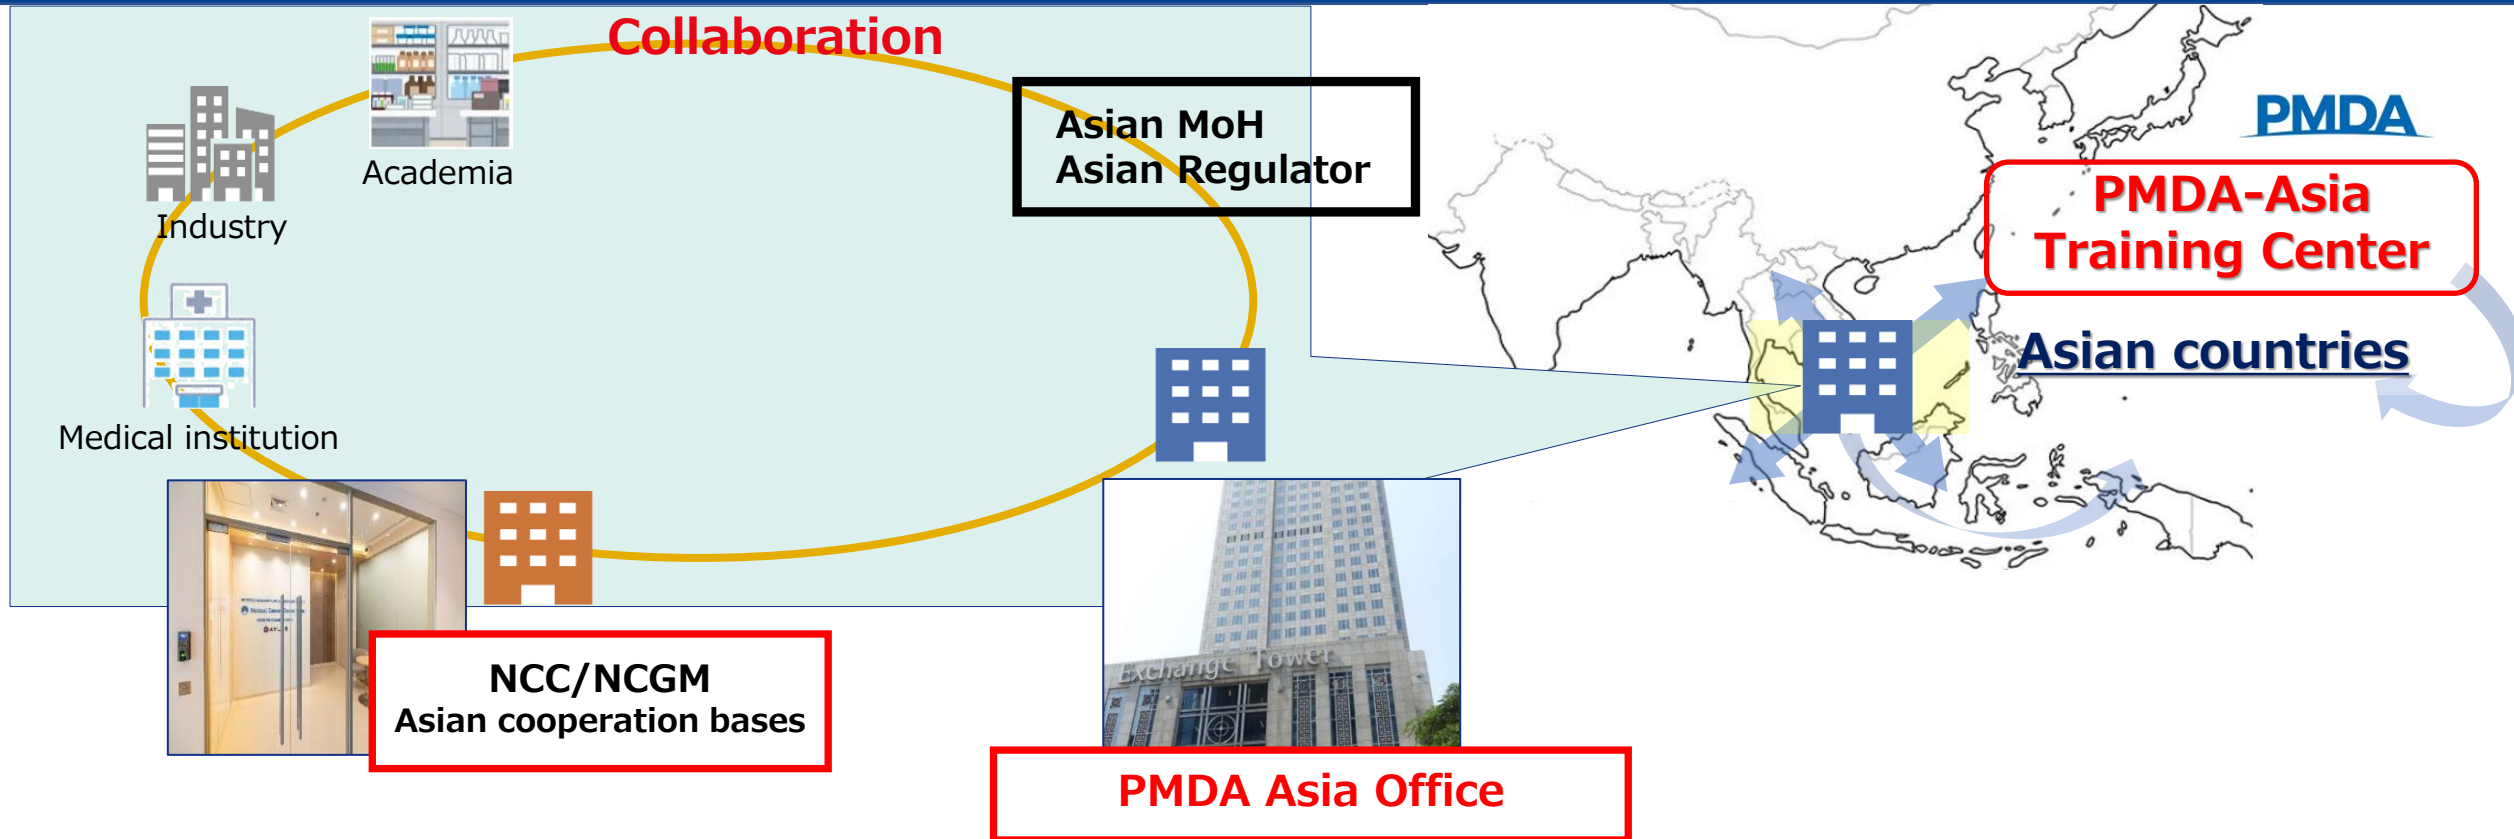 Collaboration
Academia
Industry
Medical institution
Asian MoH
Asian Regulator
PMDA
PMDA-Asia
Training Center
Asian countries
NCC/NCGM
Asian cooperation bases
Exchange Tower
PMDA Asia Office